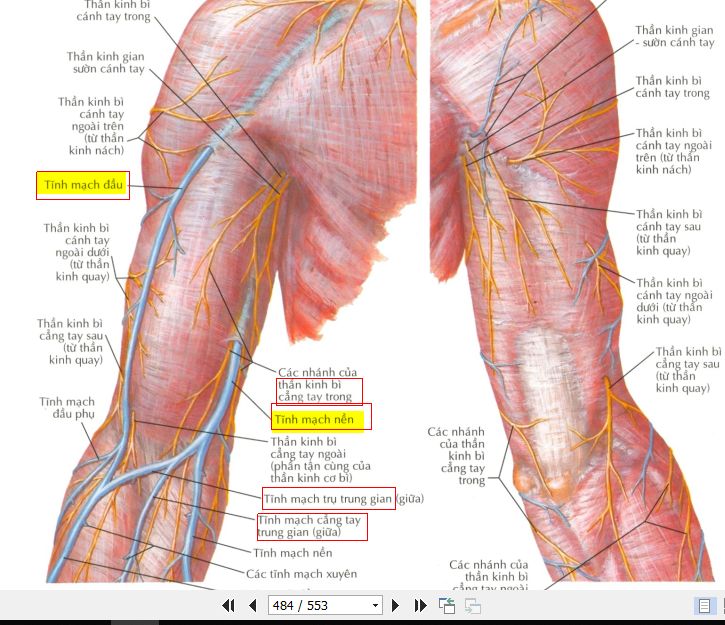 Thần kinh bì
cánh tay trong
Thần kinh gian
sườn cánh tay
Thần kinh bì
cánh tay
ngoài trên
(từ thần
kinh nách)
Tĩnh mạch đầu
Thần kinh bì
cánh tay
ngoài dưới
(từ thần
kinh quay)
Thần kinh bì
cẳng tay sau
(từ thần
kinh quay)
Tĩnh mạch
đầu phụ
Các nhánh của
thần kinh bì
cẳng tay trong
Tĩnh mạch nền
Thần kinh bì
cẳng tay ngoài
(phần tận cùng của
thần kinh cơ bì)
Tĩnh mạch trụ trung gian (giữa)
Tĩnh mạch cẳng tay
trung gian (giữa)
Tĩnh mạch nền
Các tĩnh mạch xuyên
Thần kinh gian
- sườn cánh tay
Thần kinh bì
cánh tay trong
Thần kinh bì
cánh tay ngoài
trên (từ thần
kinh nách)
Thần kinh bì
cánh tay sau
(từ thần
kinh quay)
Thần kinh bì
cánh tay ngoài
dưới (từ thần
kinh quay)
Thần kinh bì
cẳng tay sau
(từ thần
kinh quay)
Các nhánh
của thần
kinh bì
cẳng tay
trong
Các nhánh của
thần kinh bì
cẳng tay ngoài
484 / 553